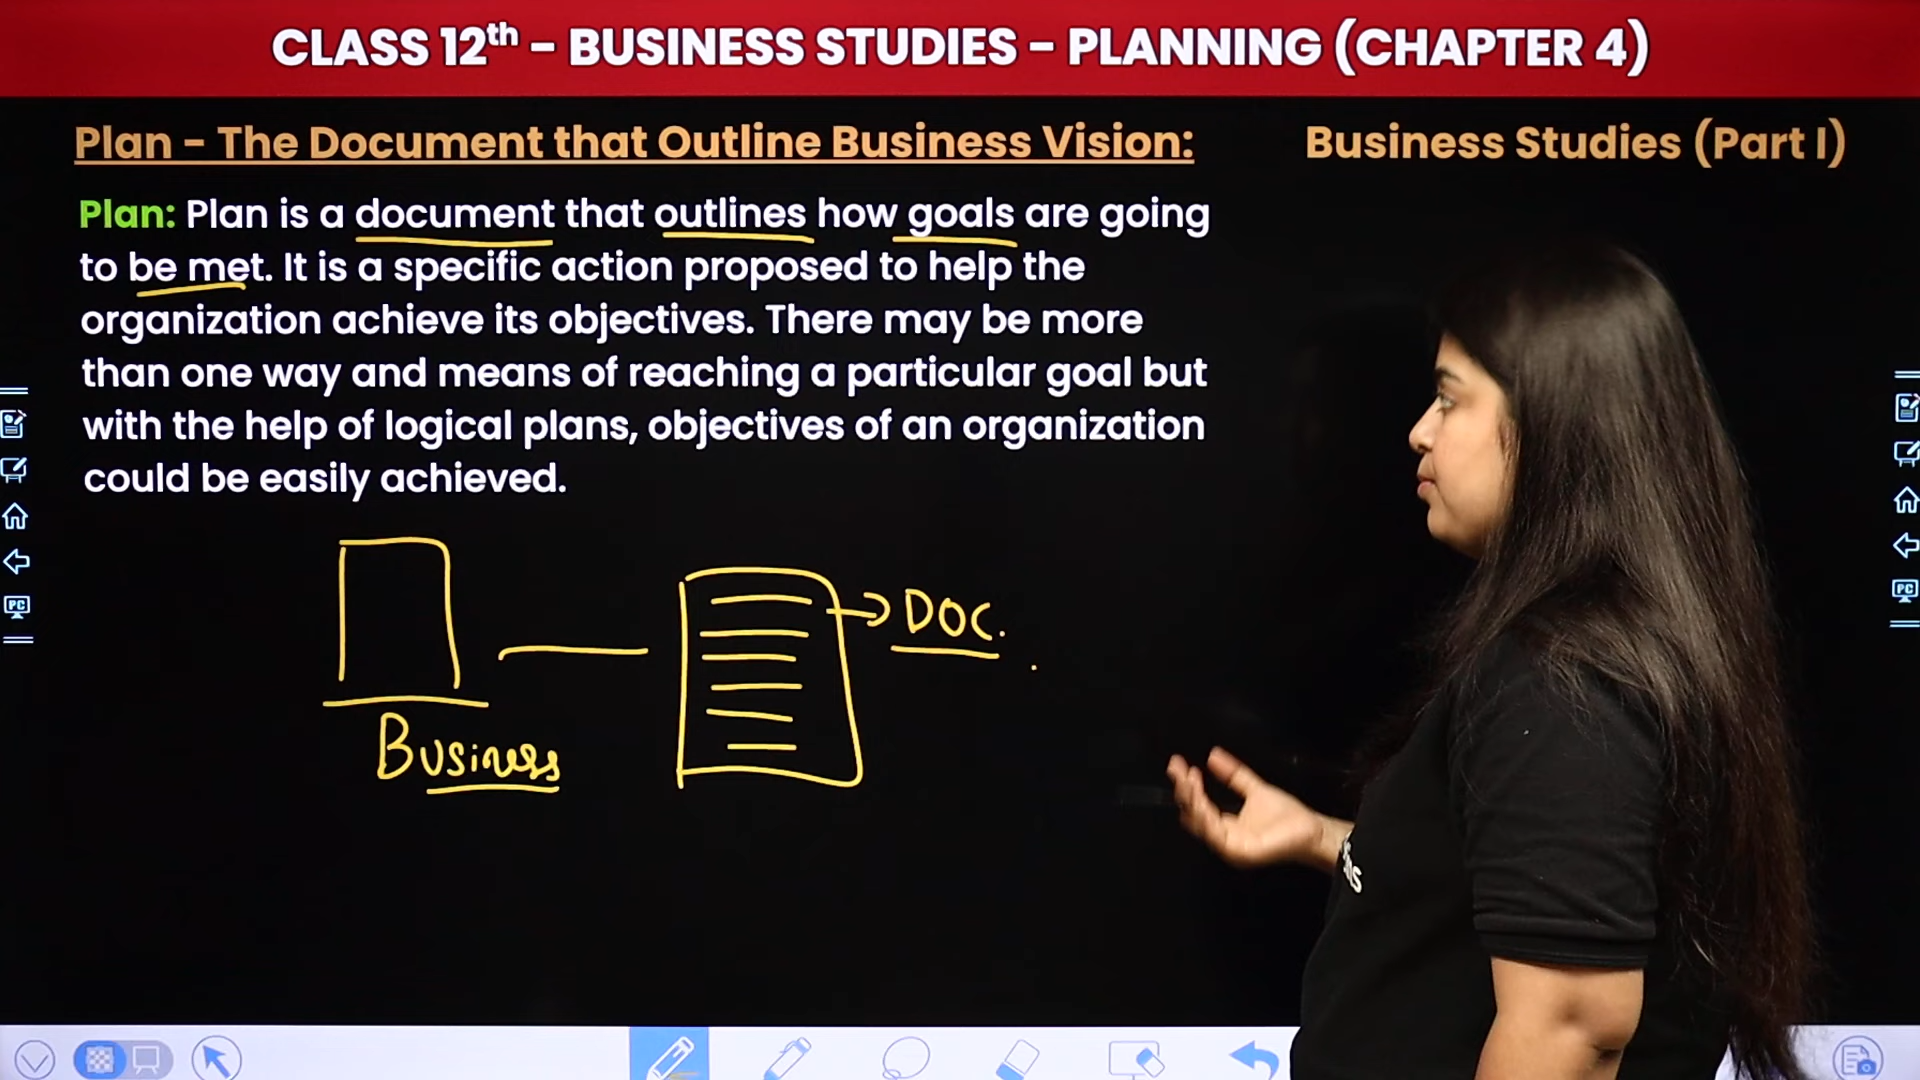 CLASS 12th – BUSINESS STUDIES – PLANNING (CHAPTER 4)
Plan – The Document that Outline Business Vision:
Business Studies (Part I)
Plan: Plan is a document that outlines how goals are going
to be met. It is a specific action proposed to help the
organization achieve its objectives. There may be more
than one way and means of reaching a particular goal but
with the help of logical plans, objectives of an organization
could be easily achieved.
DOC.
Business
PC
PC